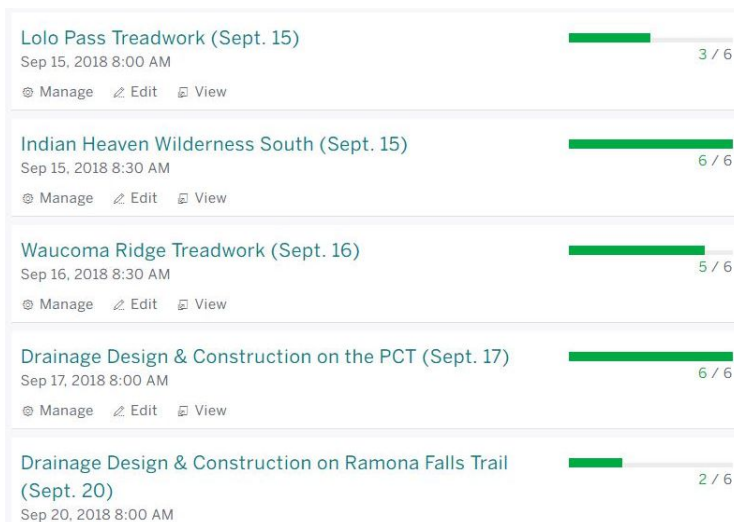 Lolo Pass Treadwork (Sept. 15)
Sep 15, 2018 8:00 AM
3 / 6
Manage Edit View
Indian Heaven Wilderness South (Sept. 15)
Sep 15, 2018 8:30 AM
6 / 6
Manage Edit View
Waucoma Ridge Treadwork (Sept. 16)
Sep 16, 2018 8:30 AM
5 / 6
Manage Edit View
Drainage Design & Construction on the PCT (Sept. 17)
Sep 17, 2018 8:00 AM
6 / 6
Manage Edit View
Drainage Design & Construction on Ramona Falls Trail
(Sept. 20)
2 / 6
Sep 20, 2018 8:00 AM